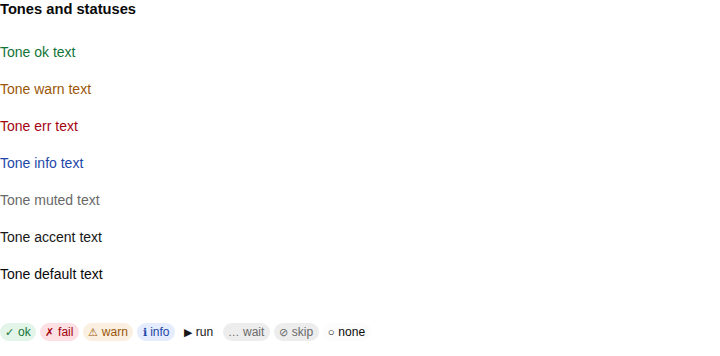 Tones and statuses
Tone ok text
Tone warn text
Tone err text
Tone info text
Tone muted text
Tone accent text
Tone default text
✓ ok ✗ fail ⚠ warn ℹ info ▶ run … wait ⊘ skip ○ none